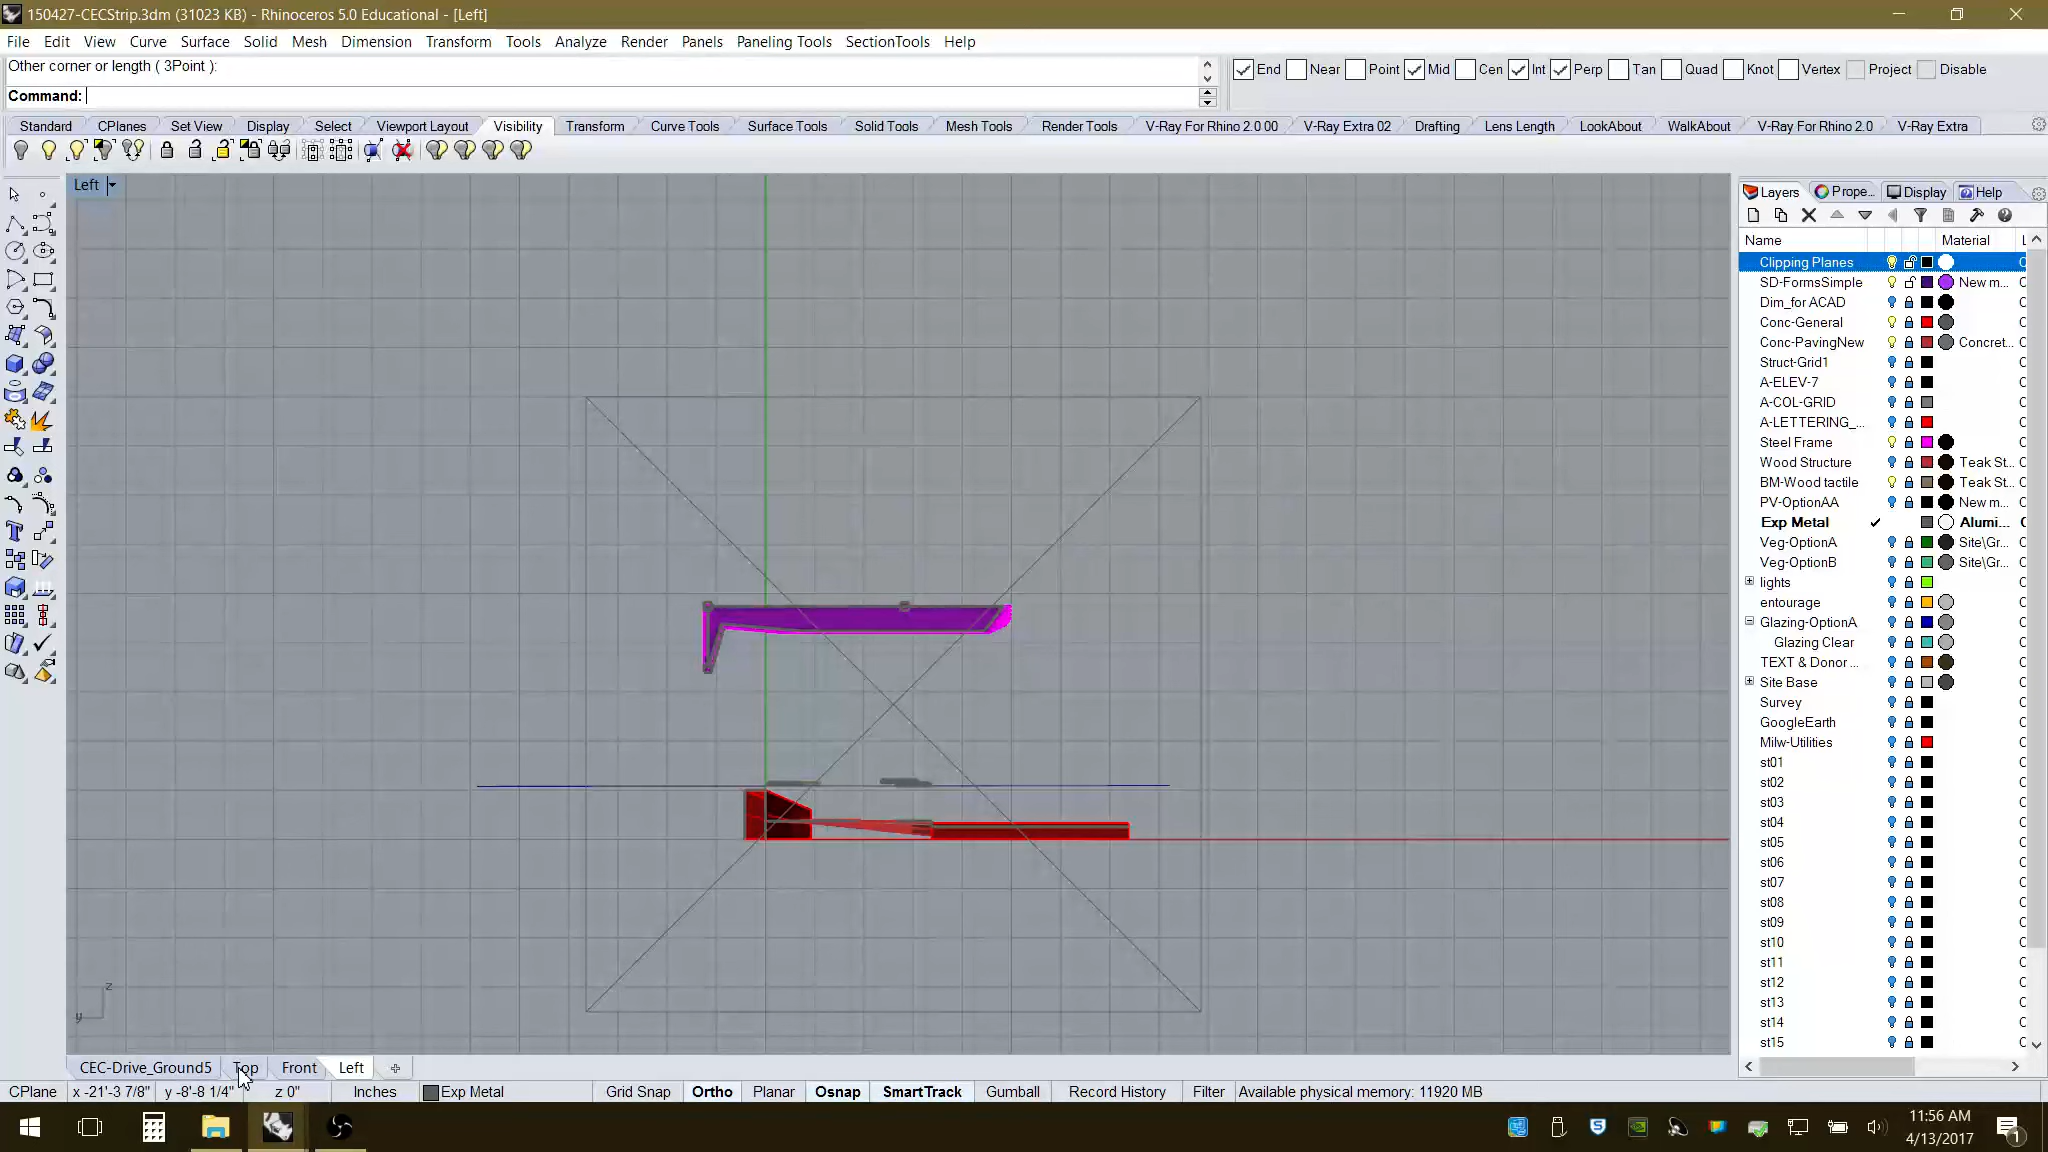 150427-CECStrip.3dm (31023 KB) - Rhinoceros 5.0 Educational - [Left]
File Edit View Curve Surface Solid Mesh Dimension Transform Tools Analyze Render Panels Paneling Tools SectionTools Help
Other corner or length ( 3Point ):
Command:
End Near Point Mid Cen Int Perp Tan Quad Knot Vertex Project Disable
Standard CPlanes Set View Display Select Viewport Layout Visibility Transform Curve Tools Surface Tools Solid Tools Mesh Tools Render Tools V-Ray For Rhino 2.0 00 V-Ray Extra 02 Drafting Lens Length LookAbout WalkAbout V-Ray For Rhino 2.0 V-Ray Extra
Left
Layers Prope... Display Help
Name Material L
Clipping Planes C
SD-FormsSimple New m... C
Dim_for ACAD C
Conc-General C
Conc-PavingNew Concret... C
Struct-Grid1 C
A-ELEV-7 C
A-COL-GRID C
A-LETTERING_... C
Steel Frame C
Wood Structure Teak St... C
BM-Wood tactile Teak St... C
PV-OptionAA New m... C
Exp Metal Alumi... C
Veg-OptionA Site\Gr... C
Veg-OptionB Site\Gr... C
lights C
entourage C
Glazing-OptionA C
Glazing Clear C
TEXT & Donor ... C
Site Base C
Survey C
GoogleEarth C
Milw-Utilities C
st01 C
st02 C
st03 C
st04 C
st05 C
st06 C
st07 C
st08 C
st09 C
st10 C
st11 C
st12 C
st13 C
st14 C
st15 C
z
y
CEC-Drive_Ground5 Top Front Left
CPlane x -21'-3 7/8" y -8'-8 1/4" z 0" Inches Exp Metal Grid Snap Ortho Planar Osnap SmartTrack Gumball Record History Filter Available physical memory: 11920 MB
11:56 AM
4/13/2017
1